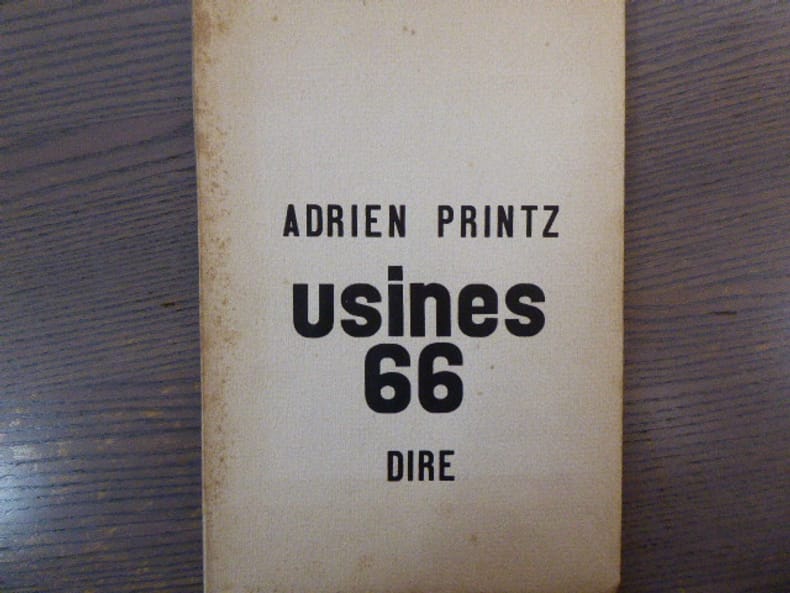 ADRIEN PRINTZ
usines
66
DIRE